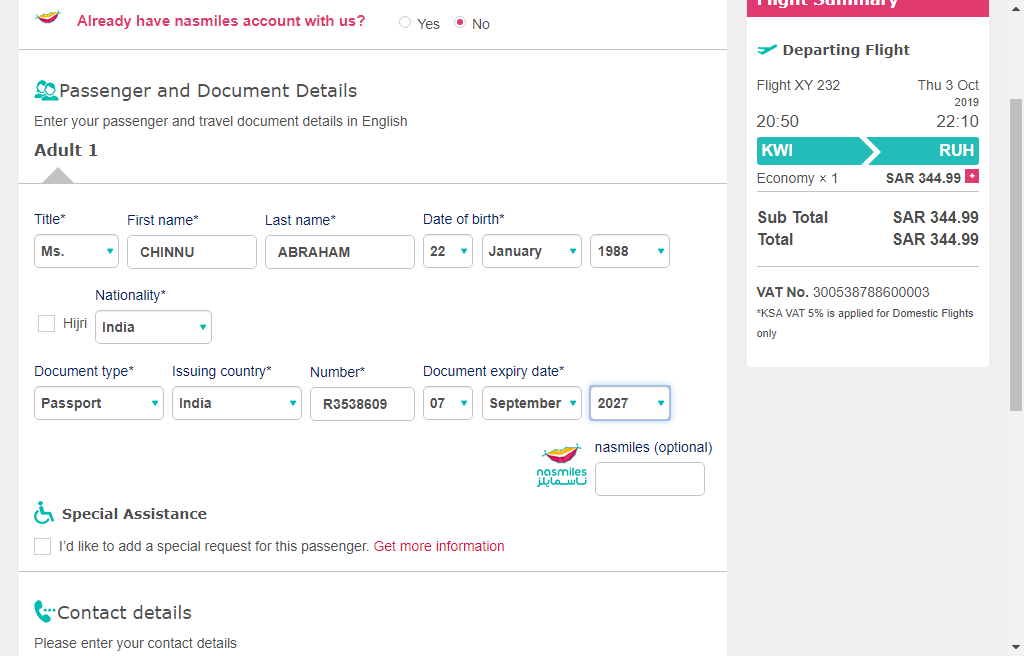 Already have nasmiles account with us?
Yes No
Passenger and Document Details
Enter your passenger and travel document details in English
Adult 1
Title* First name* Last name* Date of birth*
Ms. CHINNU ABRAHAM 22 January 1988
Nationality*
Hijri India
Document type* Issuing country* Number* Document expiry date*
Passport India R3538609 07 September 2027
nasmiles (optional)
nasmiles
ناسمايلز
Special Assistance
I'd like to add a special request for this passenger. Get more information
Contact details
Please enter your contact details
Flight Summary
Departing Flight
Flight XY 232 Thu 3 Oct
2019
20:50 22:10
KWI RUH
Economy × 1 SAR 344.99 +
Sub Total SAR 344.99
Total SAR 344.99
VAT No. 300538788600003
*KSA VAT 5% is applied for Domestic Flights
only